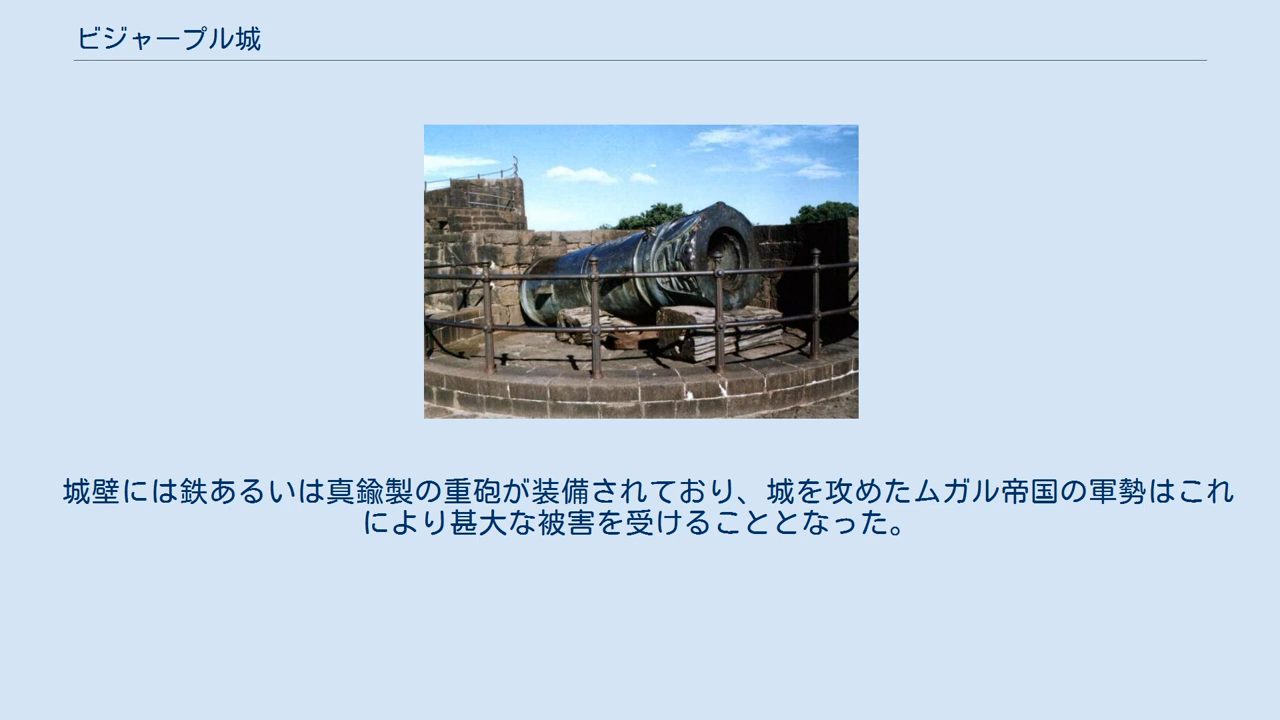 ビジャープル城
城壁には鉄あるいは真鍮製の重砲が装備されており、城を攻めたムガル帝国の軍勢はこれ
により甚大な被害を受けることとなった。